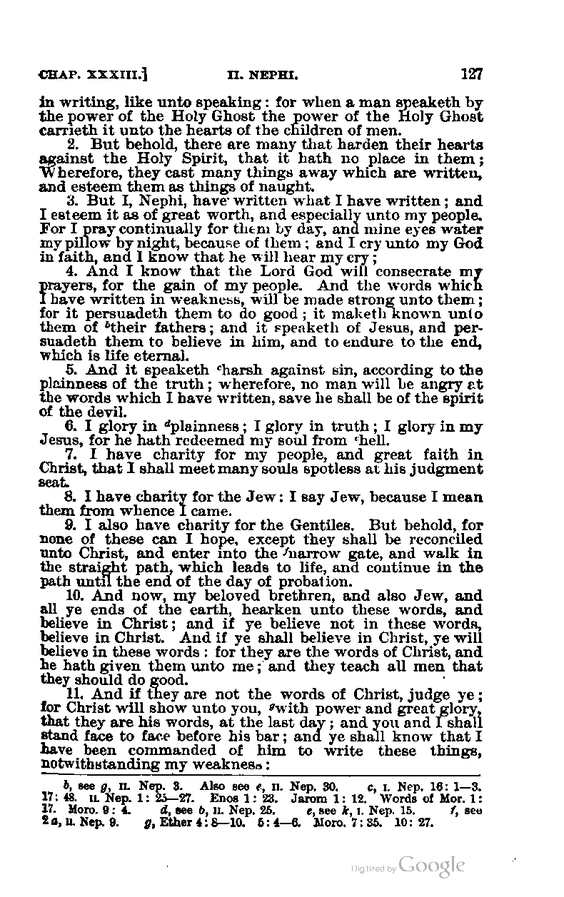 CHAP. XXXIII.] II. NEPHI. 127
in writing, like unto speaking: for when a man speaketh by
the power of the Holy Ghost the power of the Holy Ghost
carrieth it unto the hearts of the children of men.
2. But behold, there are many that harden their hearts
against the Holy Spirit, that it hath no place in them;
Wherefore, they cast many things away which are written,
and esteem them as things of naught.
3. But I, Nephi, have written what I have written; and
I esteem it as of great worth, and especially unto my people.
For I pray continually for them by day, and mine eyes water
my pillow by night, because of them; and I cry unto my God
in faith, and I know that he will hear my cry;
4. And I know that the Lord God will consecrate my
prayers, for the gain of my people. And the words which
I have written in weakness, will be made strong unto them;
for it persuadeth them to do good; it maketh known unto
them of btheir fathers; and it speaketh of Jesus, and per-
suadeth them to believe in him, and to endure to the end,
which is life eternal.
5. And it speaketh charsh against sin, according to the
plainness of the truth; wherefore, no man will be angry at
the words which I have written, save he shall be of the spirit
of the devil.
6. I glory in dplainness; I glory in truth; I glory in my
Jesus, for he hath redeemed my soul from ehell.
7. I have charity for my people, and great faith in
Christ, that I shall meet many souls spotless at his judgment
seat.
8. I have charity for the Jew: I say Jew, because I mean
them from whence I came.
9. I also have charity for the Gentiles. But behold, for
none of these can I hope, except they shall be reconciled
unto Christ, and enter into the fnarrow gate, and walk in
the straight path, which leads to life, and continue in the
path until the end of the day of probation.
10. And now, my beloved brethren, and also Jew, and
all ye ends of the earth, hearken unto these words, and
believe in Christ; and if ye believe not in these words,
believe in Christ. And if ye shall believe in Christ, ye will
believe in these words: for they are the words of Christ, and
he hath given them unto me; and they teach all men that
they should do good.
11. And if they are not the words of Christ, judge ye;
for Christ will show unto you, gwith power and great glory,
that they are his words, at the last day; and you and I shall
stand face to face before his bar; and ye shall know that I
have been commanded of him to write these things,
notwithstanding my weakness:
b, see g, II. Nep. 3. Also see e, II. Nep. 30. c, I. Nep. 16: 1—3.
17: 48. II. Nep. 1: 25—27. Enos 1: 23. Jarom 1: 12. Words of Mor. 1:
17. Moro. 9: 4. d, see b, II. Nep. 25. e, see k, I. Nep. 15. f, see
2 a, II. Nep. 9. g, Ether 4: 8—10. 5: 4—6. Moro. 7: 35. 10: 27.
Digitized by Google